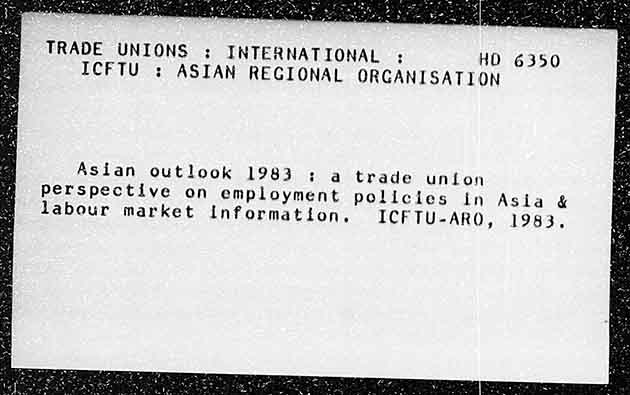 TRADE UNIONS : INTERNATIONAL : HD 6350
ICFTU : ASIAN REGIONAL ORGANISATION
Asian outlook 1983 : a trade union
perspective on employment policies in Asia &
labour market information. ICFTU-ARO, 1983.